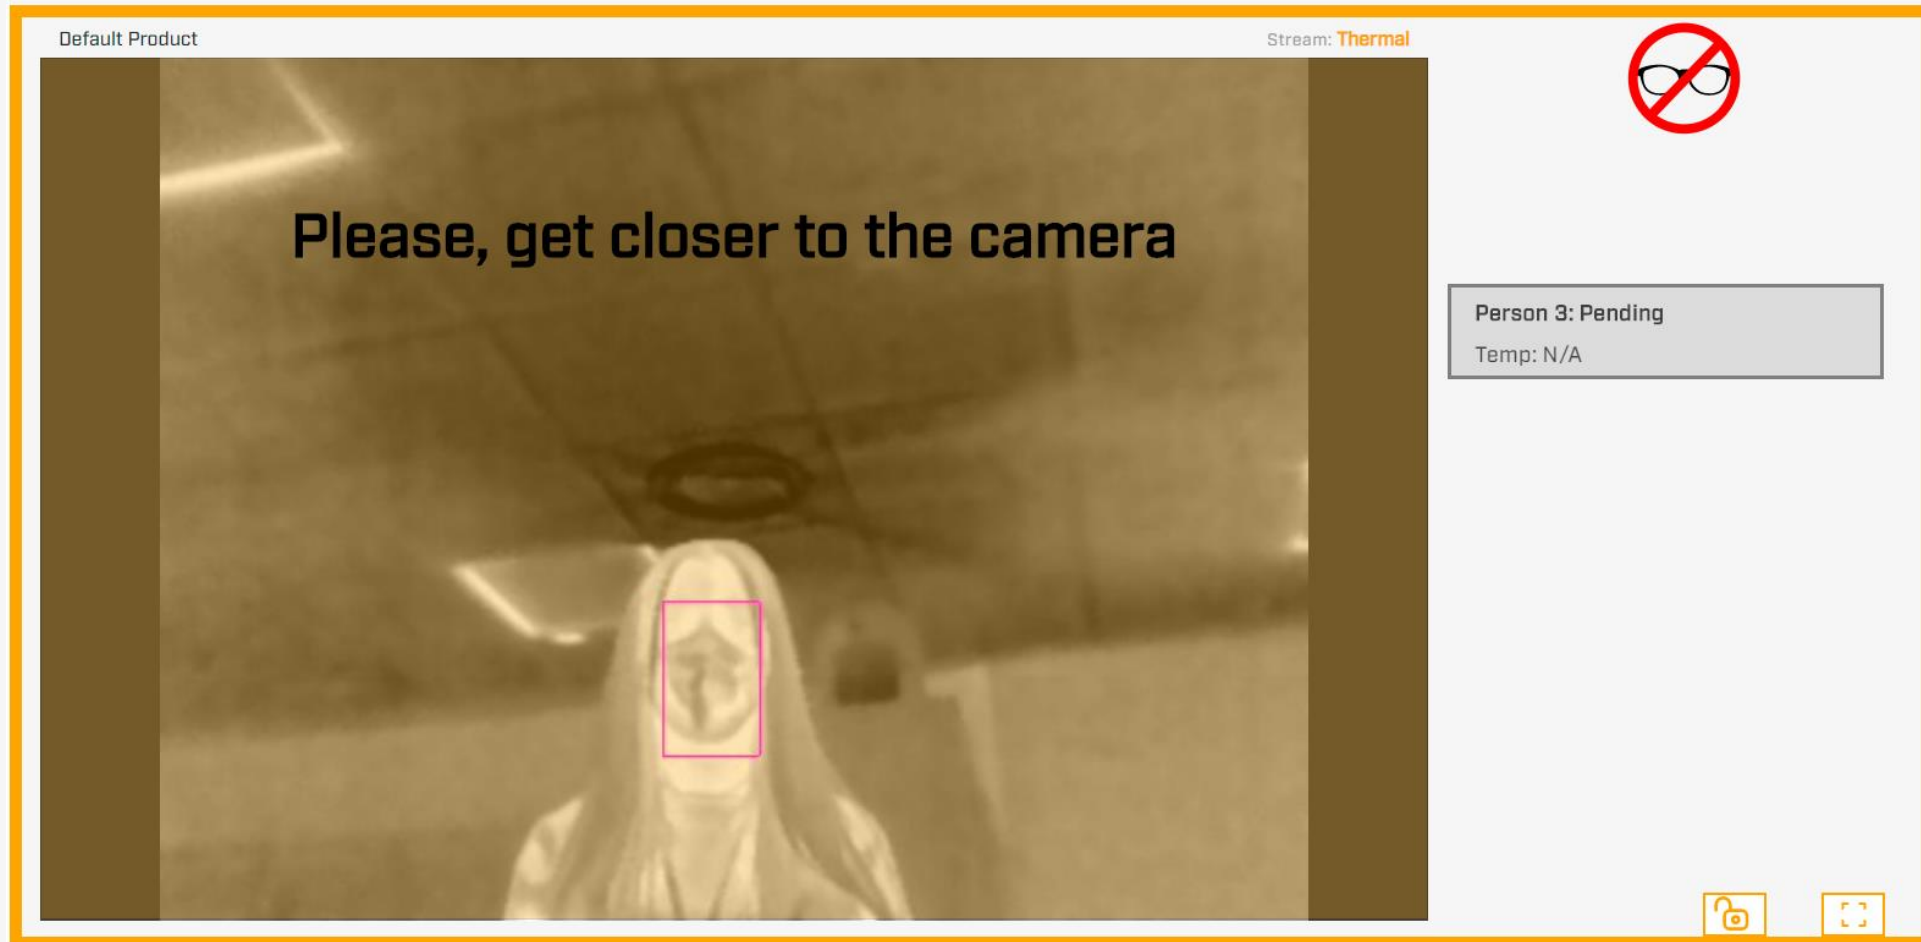 Default Product
Stream: Thermal
Please, get closer to the camera
Person 3: Pending
Temp: N/A